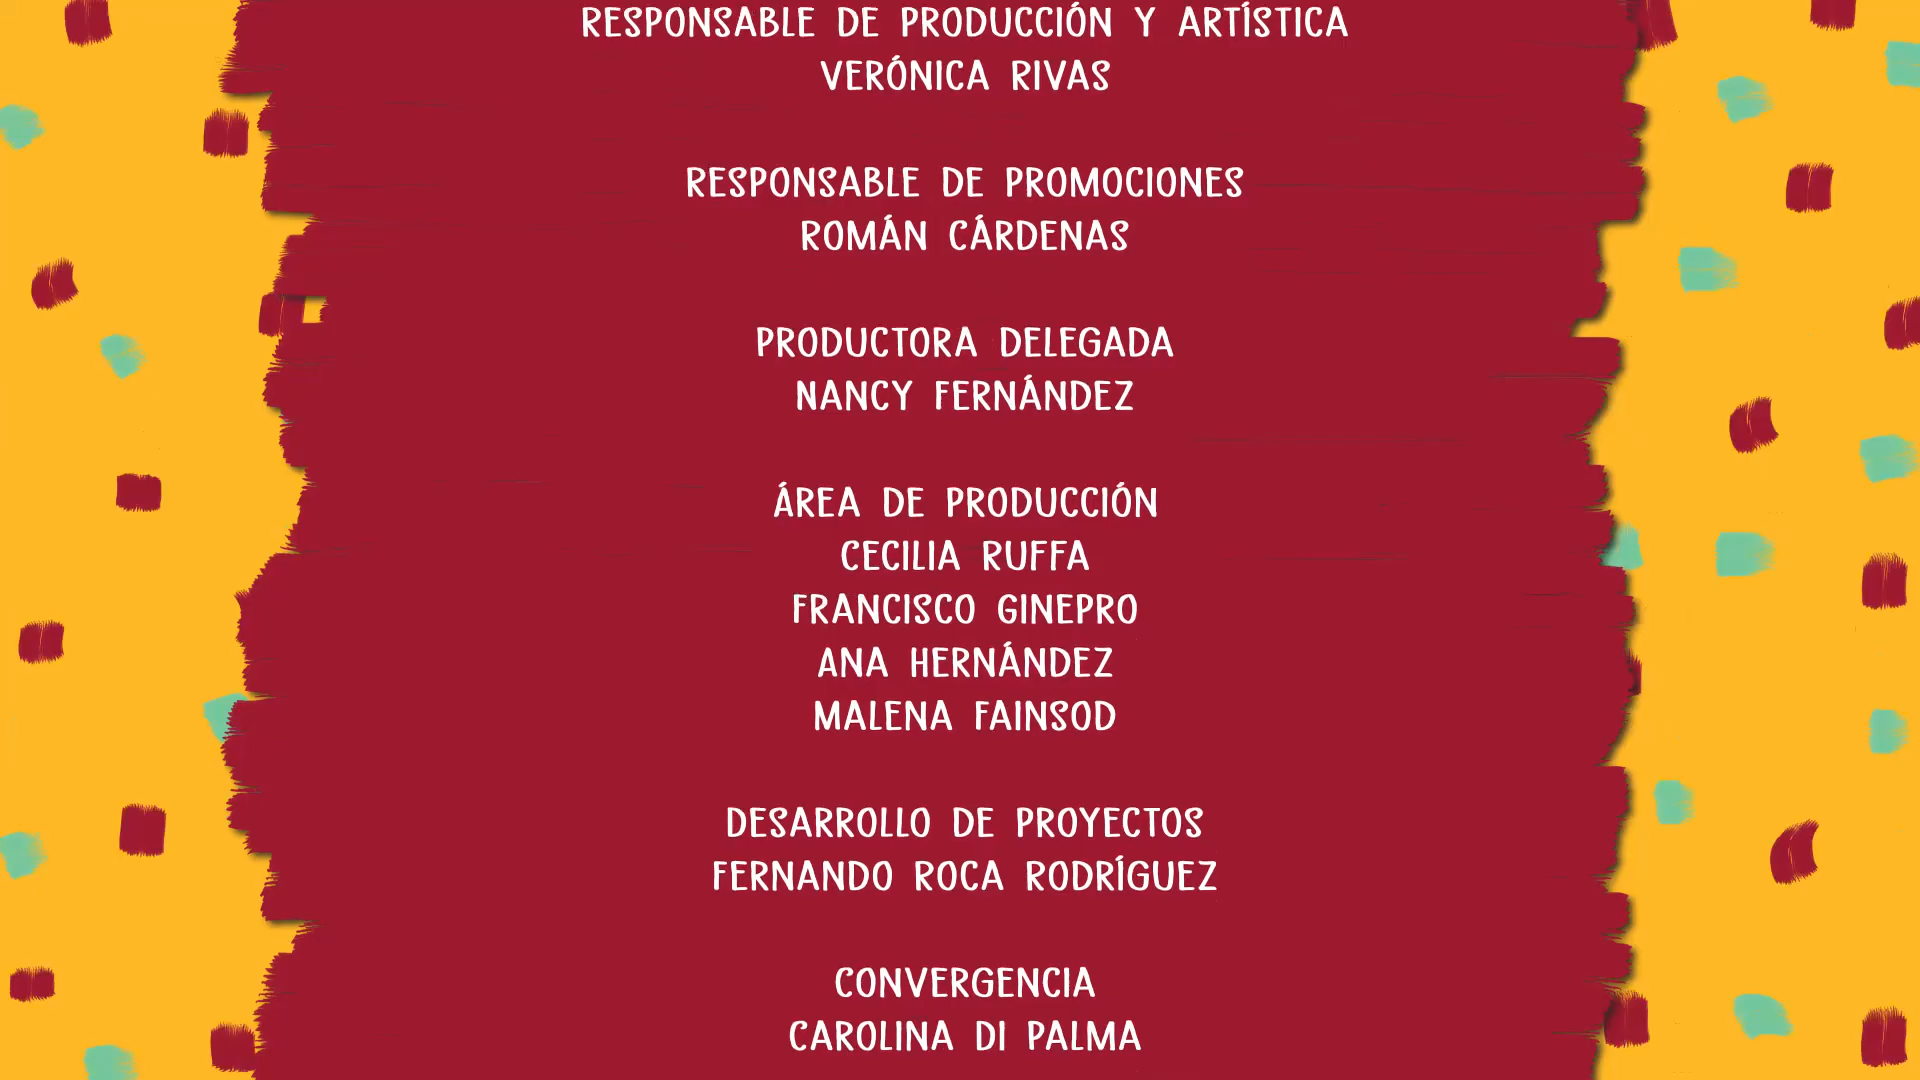 RESPONSABLE DE PRODUCCIÓN Y ARTÍSTICA
VERÓNICA RIVAS
RESPONSABLE DE PROMOCIONES
ROMÁN CÁRDENAS
PRODUCTORA DELEGADA
NANCY FERNÁNDEZ
ÁREA DE PRODUCCIÓN
CECILIA RUFFA
FRANCISCO GINEPRO
ANA HERNÁNDEZ
MALENA FAINSOD
DESARROLLO DE PROYECTOS
FERNANDO ROCA RODRÍGUEZ
CONVERGENCIA
CAROLINA DI PALMA